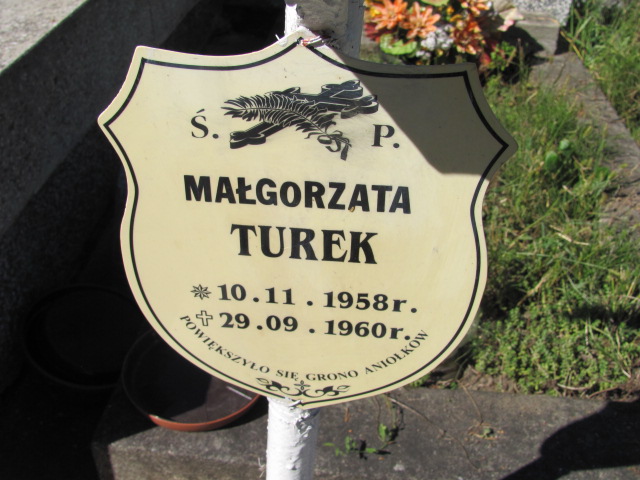 Ś. P.
MAŁGORZATA
TUREK
10.11.1958r.
29.09.1960r.
POWIĘKSZYŁO SIĘ GRONO ANIOŁKÓW